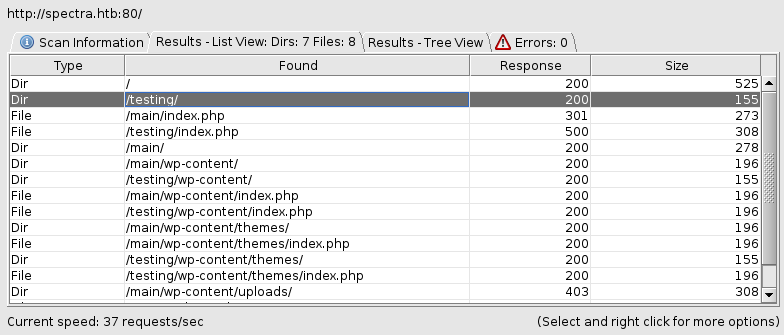 http://spectra.htb:80/
Scan Information Results - List View: Dirs: 7 Files: 8 Results - Tree View Errors: 0
Type Found Response Size
Dir / 200 525
Dir /testing/ 200 155
File /main/index.php 301 273
File /testing/index.php 500 308
Dir /main/ 200 278
Dir /main/wp-content/ 200 196
Dir /testing/wp-content/ 200 155
File /main/wp-content/index.php 200 196
File /testing/wp-content/index.php 200 196
Dir /main/wp-content/themes/ 200 196
File /main/wp-content/themes/index.php 200 196
Dir /testing/wp-content/themes/ 200 155
File /testing/wp-content/themes/index.php 200 196
Dir /main/wp-content/uploads/ 403 308
Current speed: 37 requests/sec (Select and right click for more options)